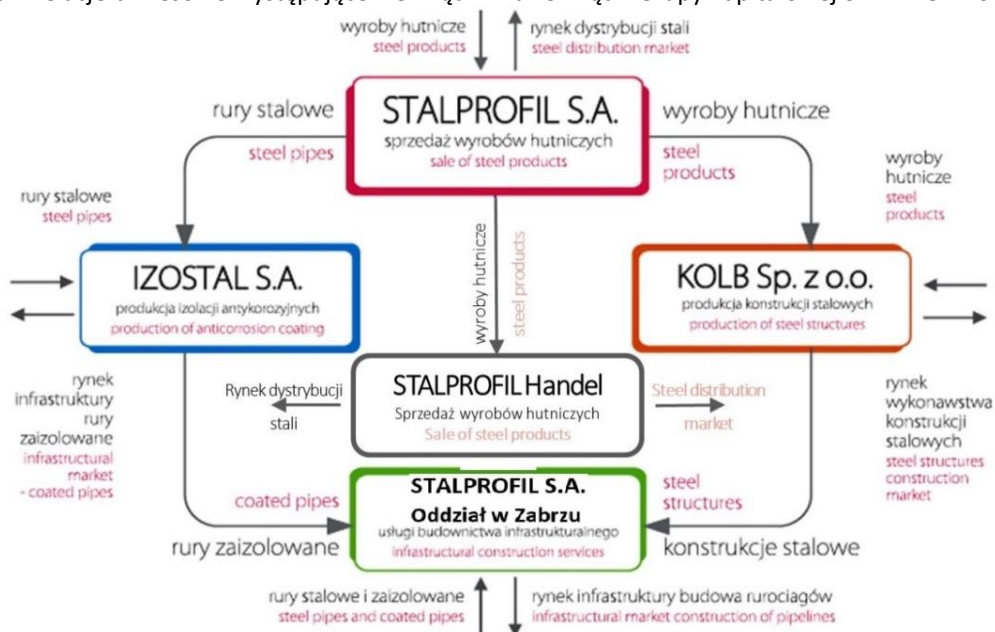 wyroby hutnicze
steel products
rynek dystrybucji stali
steel distribution market
STALPROFIL S.A.
sprzedaż wyrobów hutniczych
sale of steel products
rury stalowe
steel pipes
wyroby hutnicze
steel
products
rury stalowe
steel pipes
wyroby
hutnicze
steel
products
IZOSTAL S.A.
produkcja izolacji antykorozyjnych
production of anticorrosion coating
wyroby hutnicze
steel products
KOLB Sp. z o.o.
produkcja konstrukcji stalowych
production of steel structures
rynek
infrastruktury
rury
zaizolowane
infrastructural
market
- coated pipes
Rynek dystrybucji
stali
STALPROFIL Handel
Sprzedaż wyrobów hutniczych
Sale of steel products
Steel distribution
market
rynek
wykonawstwa
konstrukcji
stalowych
steel structures
construction
market
coated pipes
rury zaizolowane
STALPROFIL S.A.
Oddział w Zabrzu
usługi budownictwa infrastrukturalnego
infrastructural construction services
steel
structures
konstrukcje stalowe
rury stalowe i zaizolowane
steel pipes and coated pipes
rynek infrastruktury budowa rurociągów
infrastructural market construction of pipelines